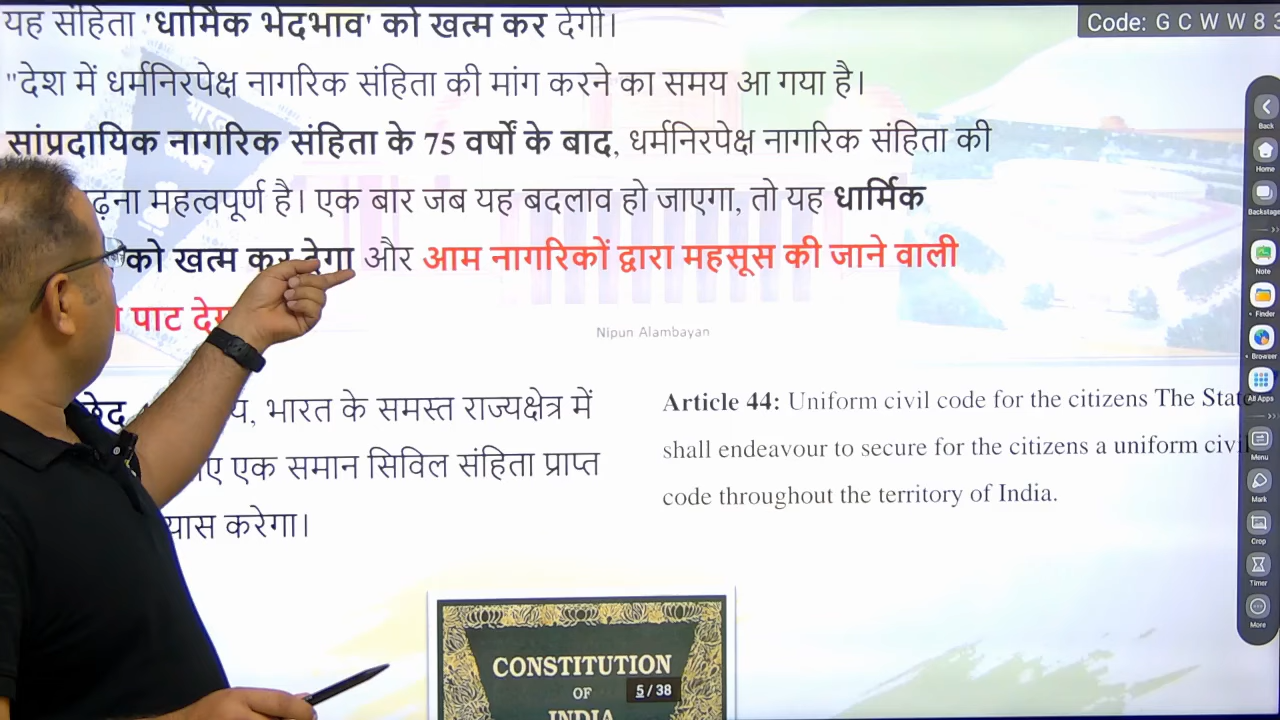 यह संहिता 'धार्मिक भेदभाव' को खत्म कर देगी।
Code: G C W W 8
"देश में धर्मनिरपेक्ष नागरिक संहिता की मांग करने का समय आ गया है।
सांप्रदायिक नागरिक संहिता के 75 वर्षों के बाद, धर्मनिरपेक्ष नागरिक संहिता की
महत्वपूर्ण है। एक बार जब यह बदलाव हो जाएगा, तो यह धार्मिक
को खत्म कर देगा और आम नागरिकों द्वारा महसूस की जाने वाली
पाट
Nipun Alambayan
भारत के समस्त राज्यक्षेत्र में
एक समान सिविल संहिता प्राप्त
करेगा।
Article 44: Uniform civil code for the citizens The State
shall endeavour to secure for the citizens a uniform civil
code throughout the territory of India.
CONSTITUTION
OF
INDIA
5 / 38
Back
Home
Backstage
Note
Finder
Browser
All Apps
Menu
Mark
Crop
Timer
More